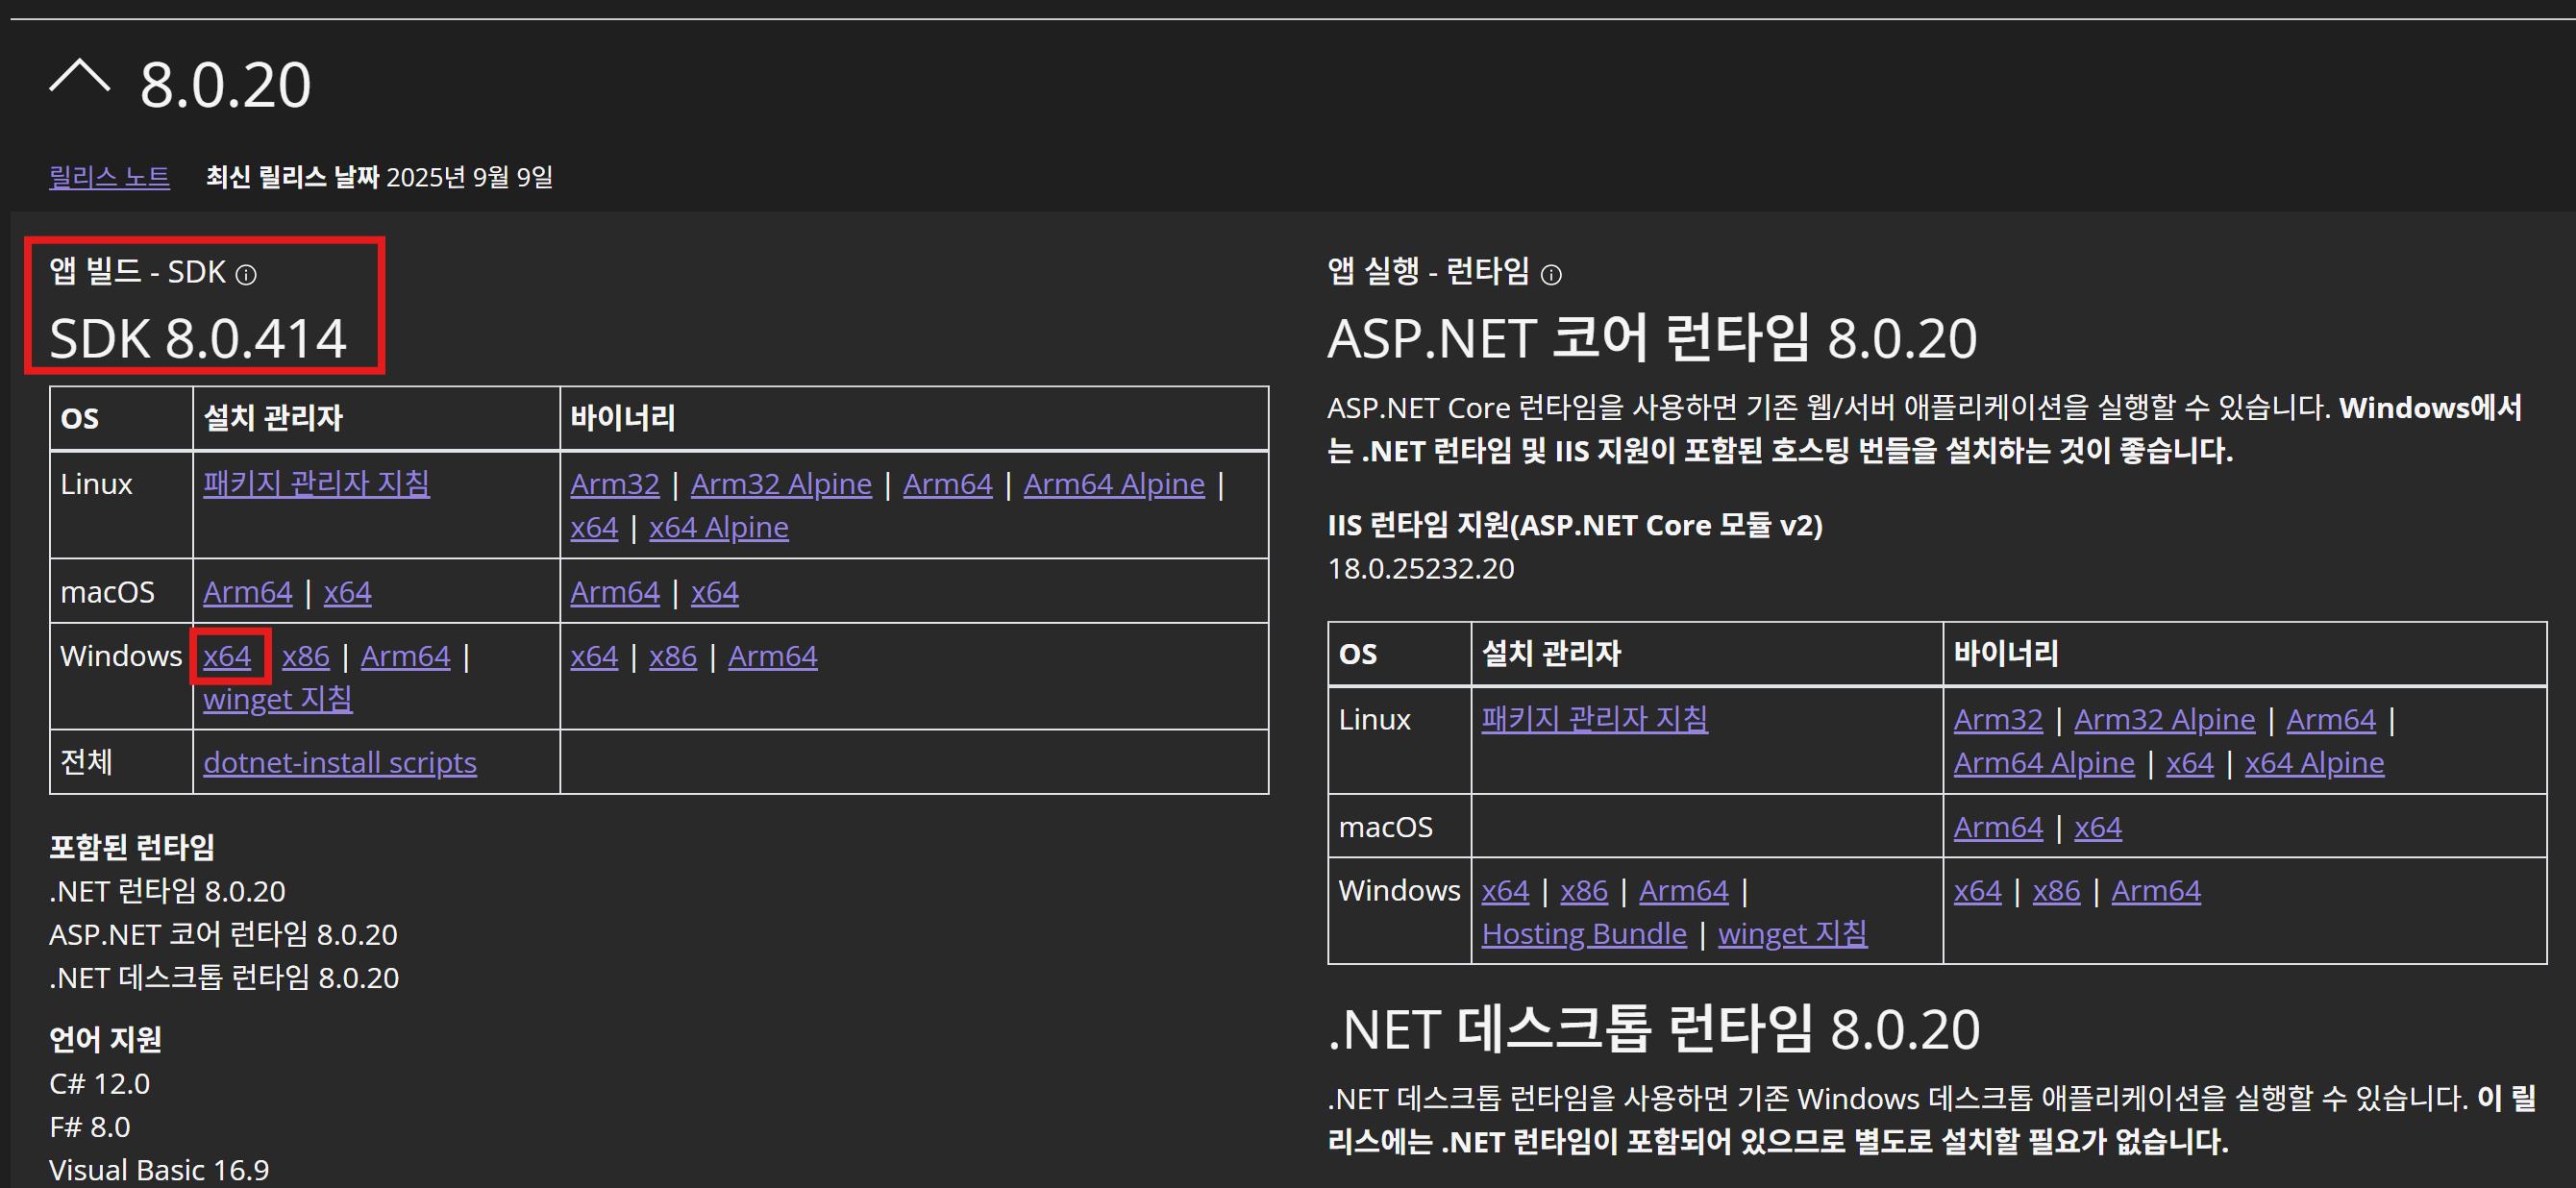 8.0.20
릴리스 노트 최신 릴리스 날짜 2025년 9월 9일
앱 빌드 - SDK
SDK 8.0.414
OS 설치 관리자 바이너리
Linux 패키지 관리자 지침 Arm32 | Arm32 Alpine | Arm64 | Arm64 Alpine |
x64 | x64 Alpine
macOS Arm64 | x64 Arm64 | x64
Windows x64 x86 | Arm64 | x64 | x86 | Arm64
winget 지침
전체 dotnet-install scripts
포함된 런타임
.NET 런타임 8.0.20
ASP.NET 코어 런타임 8.0.20
.NET 데스크톱 런타임 8.0.20
언어 지원
C# 12.0
F# 8.0
Visual Basic 16.9
앱 실행 - 런타임
ASP.NET 코어 런타임 8.0.20
ASP.NET Core 런타임을 사용하면 기존 웹/서버 애플리케이션을 실행할 수 있습니다. Windows에서
는 .NET 런타임 및 IIS 지원이 포함된 호스팅 번들을 설치하는 것이 좋습니다.
IIS 런타임 지원(ASP.NET Core 모듈 v2)
18.0.25232.20
OS 설치 관리자 바이너리
Linux 패키지 관리자 지침 Arm32 | Arm32 Alpine | Arm64 |
Arm64 Alpine | x64 | x64 Alpine
macOS Arm64 | x64
Windows x64 | x86 | Arm64 | x64 | x86 | Arm64
Hosting Bundle | winget 지침
.NET 데스크톱 런타임 8.0.20
.NET 데스크톱 런타임을 사용하면 기존 Windows 데스크톱 애플리케이션을 실행할 수 있습니다. 이 릴
리스에는 .NET 런타임이 포함되어 있으므로 별도로 설치할 필요가 없습니다.